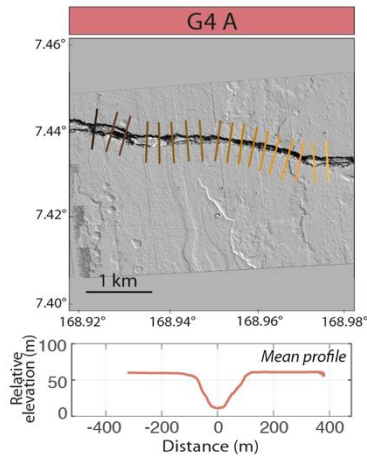 G4 A
7.46°
7.44°
7.42°
7.40°
1 km
168.92° 168.94° 168.96° 168.98°
Relative
elevation (m)
100
50
0
Mean profile
-400 -200 0 200 400
Distance (m)